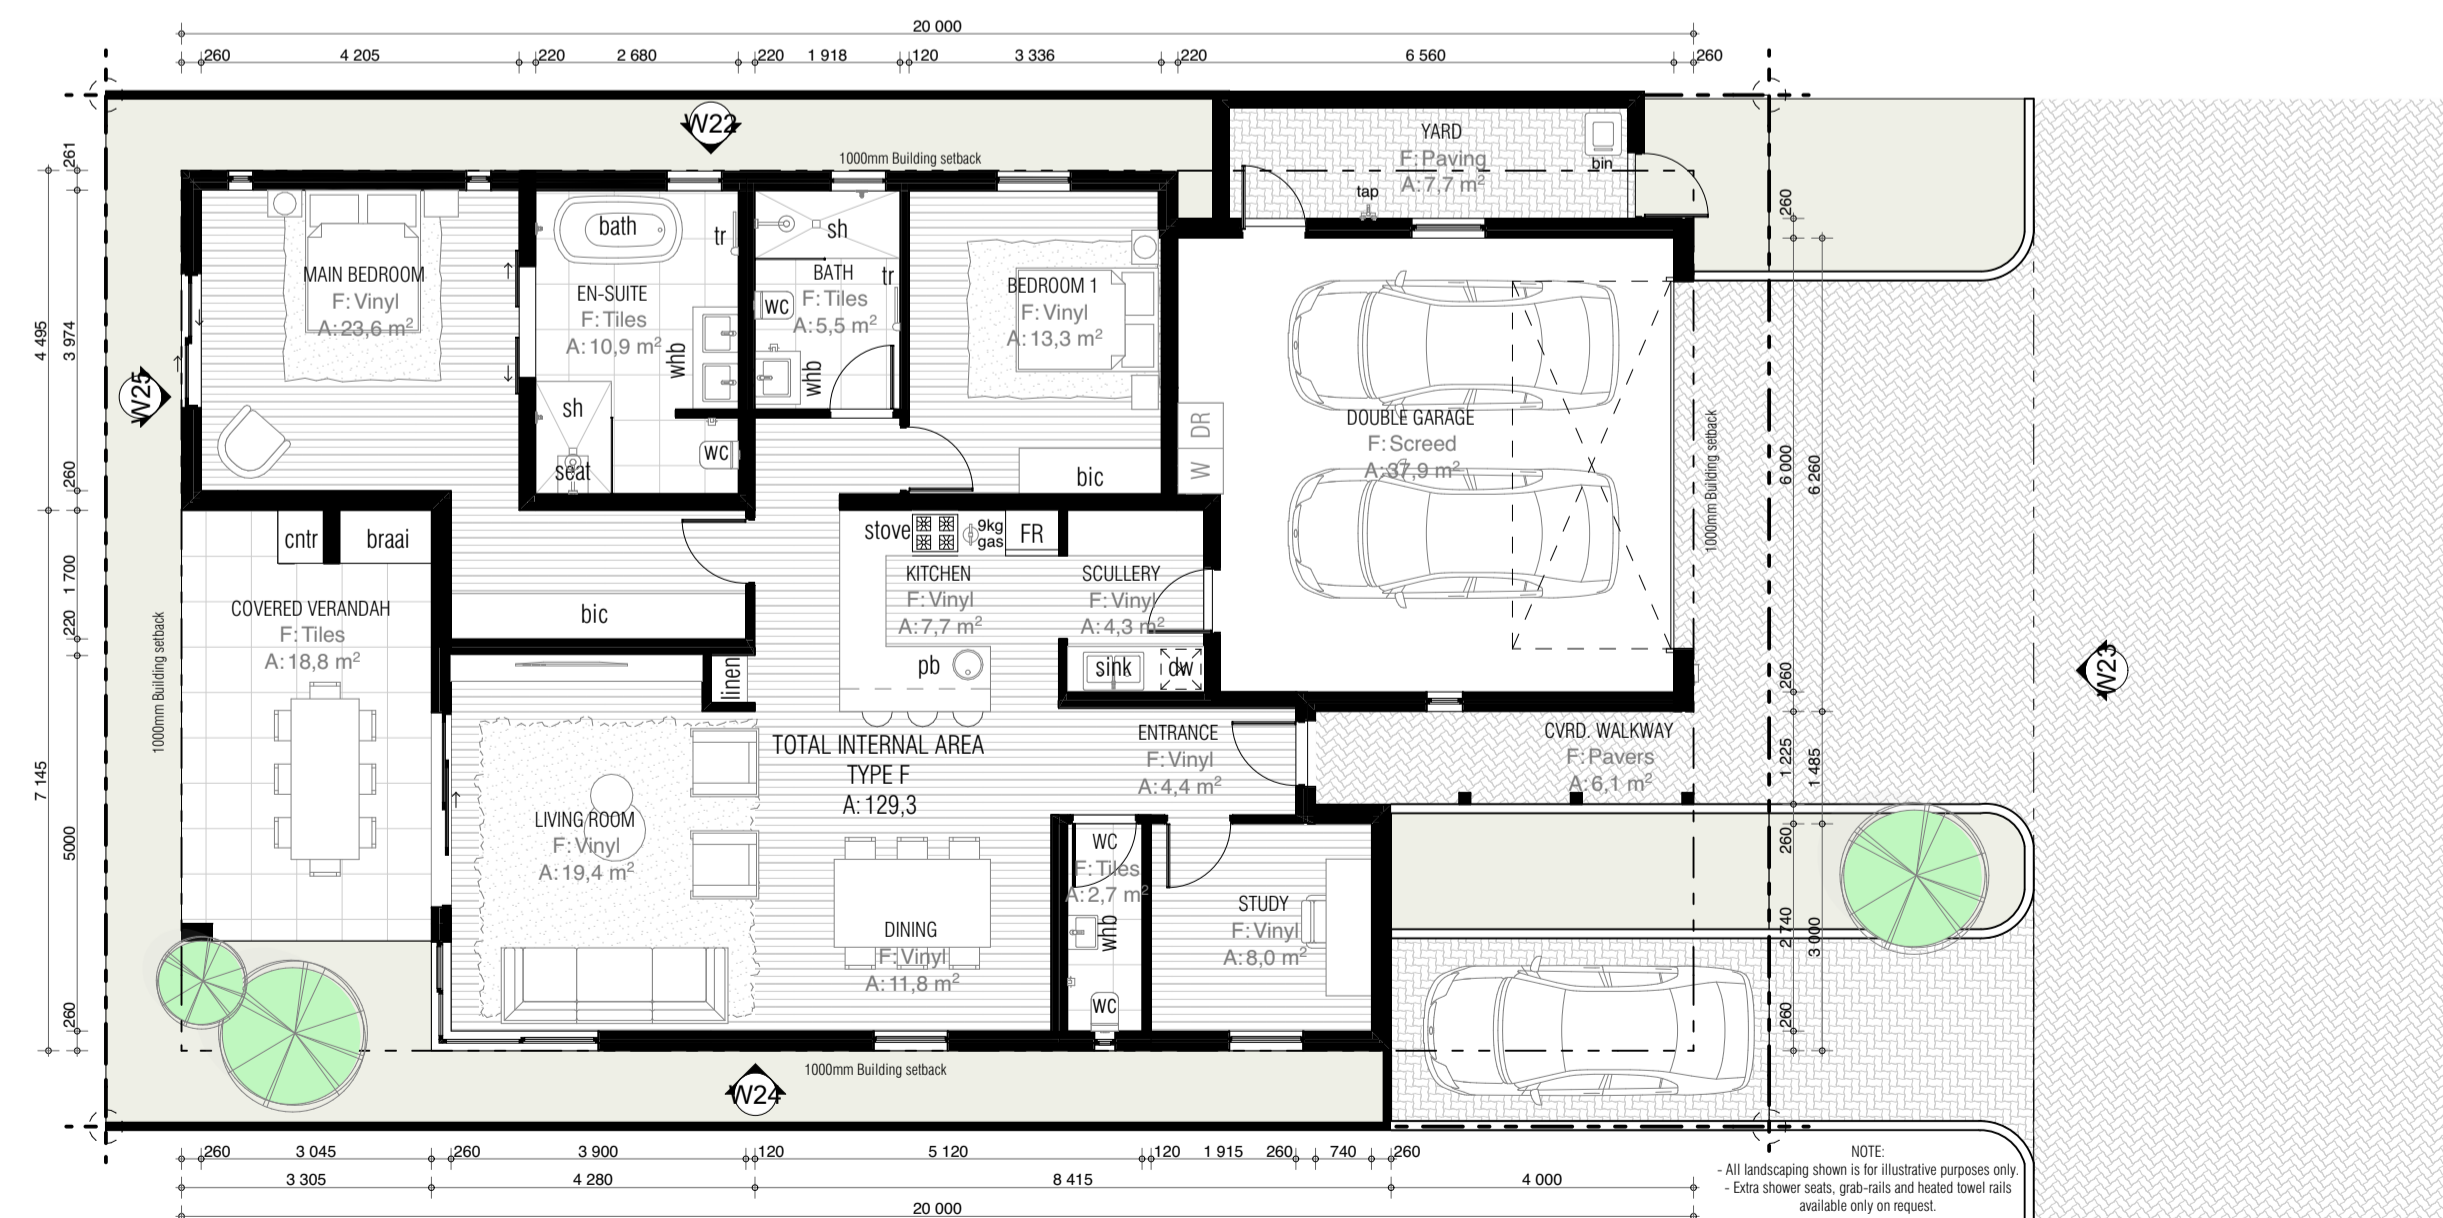 20 000
260 4 205 220 2 680 220 1 918 120 3 336 220 6 560 260
W22
1000mm Building setback
YARD
F: Paving
A: 7,7 m²
bin
tap
261
4 495
3 974
260
1 700
220
7 145
5000
260
W25
MAIN BEDROOM
F: Vinyl
A: 23,6 m²
bath
tr
EN-SUITE
F: Tiles
A: 10,9 m²
whb
sh
seat
wc
sh
BATH
F: Tiles
A: 5,5 m²
tr
wc
whb
BEDROOM 1
F: Vinyl
A: 13,3 m²
bic
DR
W
DOUBLE GARAGE
F: Screed
A: 37,9 m²
1000mm Building setback
260
6 000
6 260
260
1 225
1 485
260
2 740
3 000
260
W23
cntr
braai
COVERED VERANDAH
F: Tiles
A: 18,8 m²
1000mm Building setback
bic
linen
stove
9kg
gas
FR
KITCHEN
F: Vinyl
A: 7,7 m²
pb
SCULLERY
F: Vinyl
A: 4,3 m²
sink
dw
ENTRANCE
F: Vinyl
A: 4,4 m²
CVRD. WALKWAY
F: Pavers
A: 6,1 m²
TOTAL INTERNAL AREA
TYPE F
A: 129,3
LIVING ROOM
F: Vinyl
A: 19,4 m²
DINING
F: Vinyl
A: 11,8 m²
WC
F: Tiles
A: 2,7 m²
whb
wc
STUDY
F: Vinyl
A: 8,0 m²
1000mm Building setback
W24
260 3 045 260 3 900 120 5 120 120 1 915 260 740 260
3 305 4 280 8 415 4 000
20 000
NOTE:
- All landscaping shown is for illustrative purposes only.
- Extra shower seats, grab-rails and heated towel rails
available only on request.